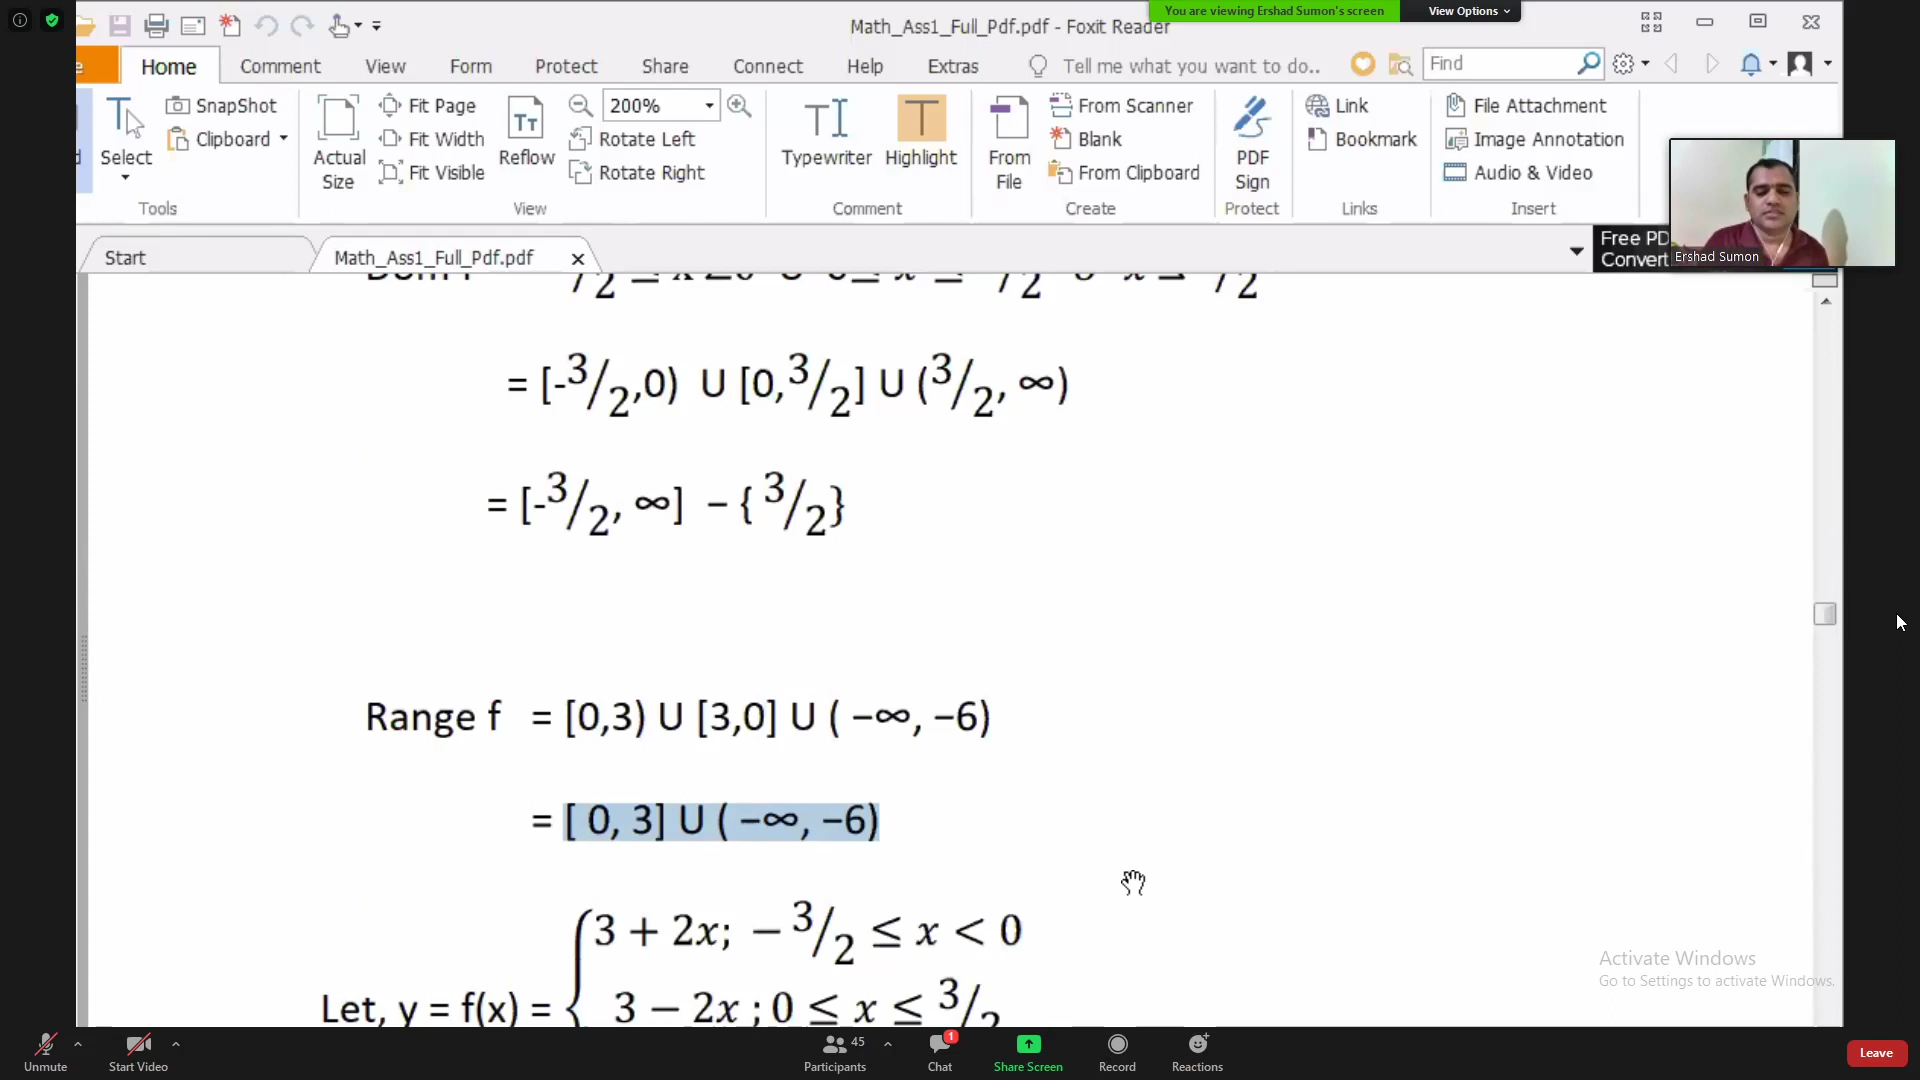 You are viewing Ershad Sumon's screen View Options
Math_Ass1_Full_Pdf.pdf - Foxit Reader
e Home Comment View Form Protect Share Connect Help Extras Tell me what you want to do.. Find
SnapShot Fit Page 200% From Scanner Link File Attachment
Clipboard Fit Width Rotate Left Blank Bookmark Image Annotation
d Select Actual Size Reflow Typewriter Highlight From File PDF Sign
Fit Visible Rotate Right From Clipboard Audio & Video
Tools View Comment Create Protect Links Insert
Start Math_Ass1_Full_Pdf.pdf Free PD
Convert
Ershad Sumon
= [-3/2,0) U [0,3/2] U (3/2, ∞)
= [-3/2, ∞] − { 3/2}
Range f = [0,3) U [3,0] U ( −∞, −6)
= [ 0, 3] U ( −∞, −6)
3 + 2x; − 3/2 ≤ x < 0
Let, y = f(x) = { 3 − 2x ; 0 ≤ x ≤ 3/2
Activate Windows
Go to Settings to activate Windows.
45 1
Unmute Start Video Participants Chat Share Screen Record Reactions Leave